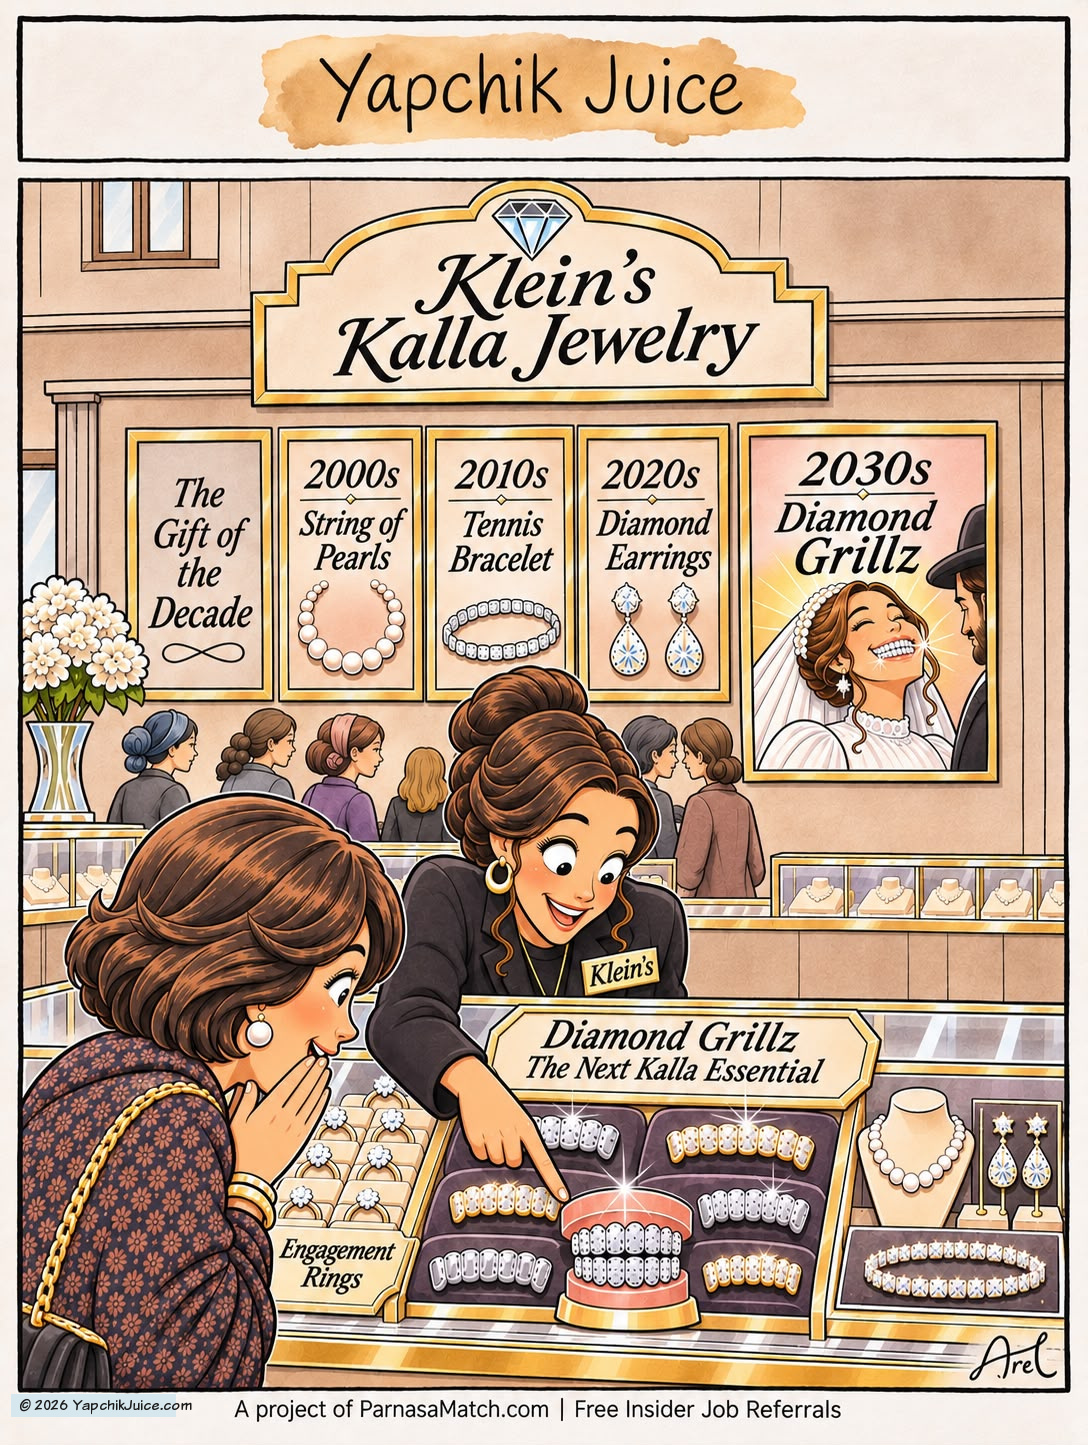 Yapchik Juice
Klein's
Kalla Jewelry
The
Gift of
the
Decade
2000s
String of
Pearls
2010s
Tennis
Bracelet
2020s
Diamond
Earrings
2030s
Diamond
Grillz
Klein's
Diamond Grillz
The Next Kalla Essential
Engagement
Rings
Arel
© 2026 YapchikJuice.com
A project of ParnasaMatch.com | Free Insider Job Referrals